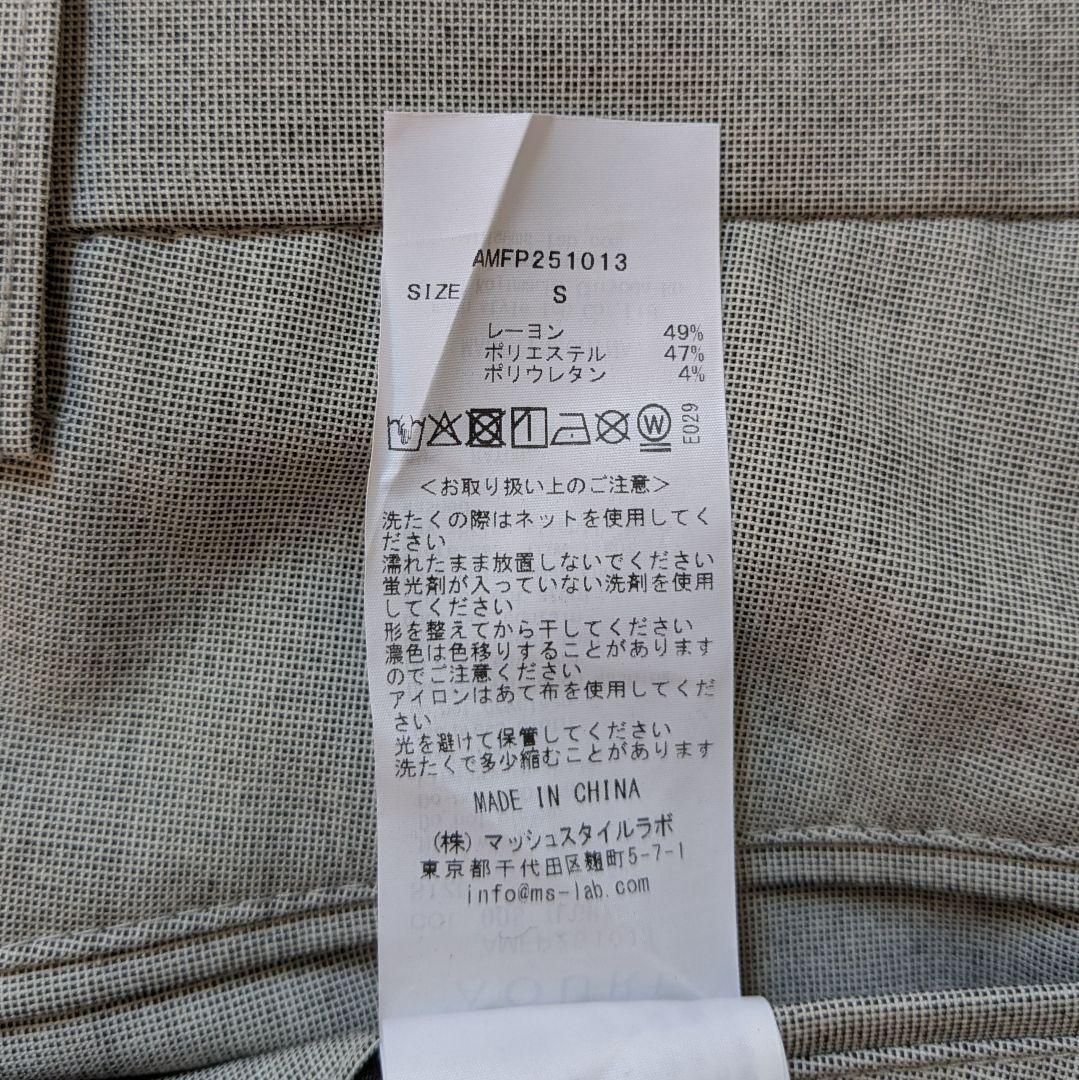 AMFP251013
SIZE S
レーヨン 49%
ポリエステル 47%
ポリウレタン 4%
W
E029
<お取り扱い上のご注意>
洗たくの際はネットを使用してく
ださい
濡れたまま放置しないでください
蛍光剤が入っていない洗剤を使用
してください
形を整えてから干してください
濃色は色移りすることがあります
のでご注意ください
アイロンはあて布を使用してくだ
さい
光を避けて保管してください
洗たくで多少縮むことがあります
MADE IN CHINA
(株)マッシュスタイルラボ
東京都千代田区麹町5-7-1
info@ms-lab.com